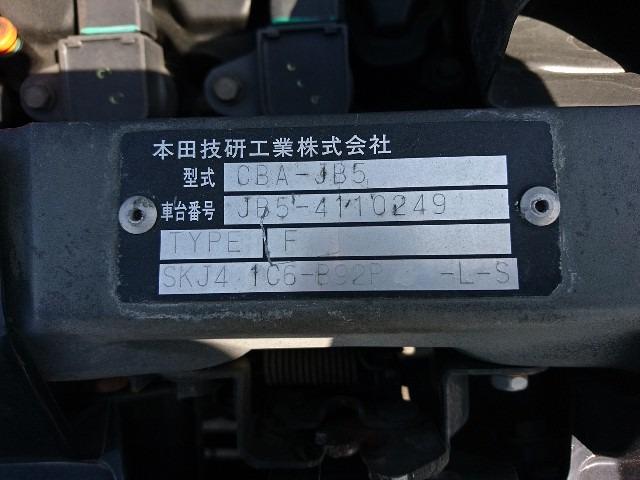 本田技研工業株式会社
型式 CBA-JB5
車台番号 JB5-4110249
TYPE F
SKJ4 1C6-B92P -L-S